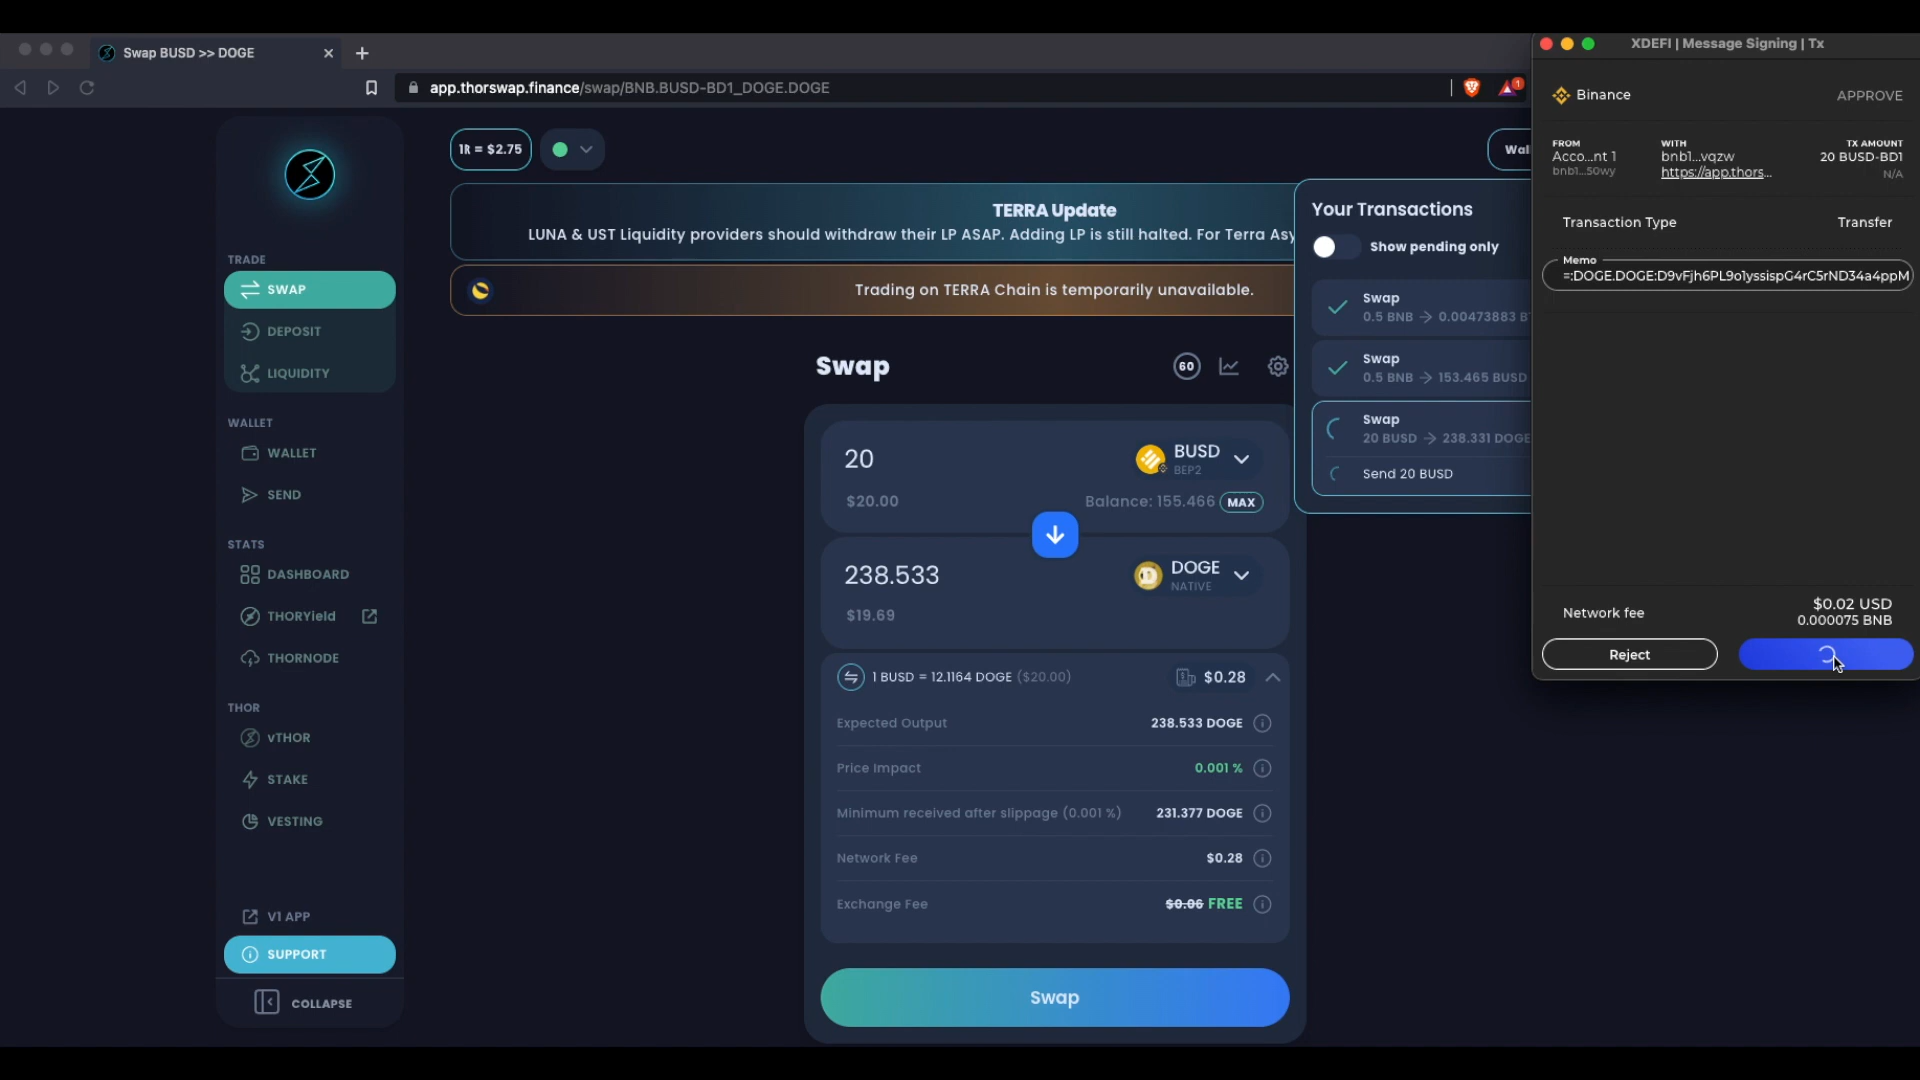 Swap BUSD >> DOGE
XDEFI | Message Signing | Tx
app.thorswap.finance/swap/BNB.BUSD-BD1_DOGE.DOGE
1
1R = $2.75
Wal
TERRA Update
LUNA & UST Liquidity providers should withdraw their LP ASAP. Adding LP is still halted. For Terra Asy
Trading on TERRA Chain is temporarily unavailable.
TRADE
SWAP
DEPOSIT
LIQUIDITY
WALLET
WALLET
SEND
STATS
DASHBOARD
THORYield
THORNODE
THOR
vTHOR
STAKE
VESTING
V1 APP
SUPPORT
COLLAPSE
Swap
60
20
BUSD
BEP2
$20.00
Balance: 155.466 MAX
238.533
DOGE
NATIVE
$19.69
1 BUSD = 12.1164 DOGE ($20.00)
$0.28
Expected Output 238.533 DOGE
Price Impact 0.001 %
Minimum received after slippage (0.001 %) 231.377 DOGE
Network Fee $0.28
Exchange Fee $0.06 FREE
Swap
Your Transactions
Show pending only
Swap
0.5 BNB → 0.00473883 BT
Swap
0.5 BNB → 153.465 BUSD
Swap
20 BUSD → 238.331 DOGE
Send 20 BUSD
Binance APPROVE
FROM WITH TX AMOUNT
Acco...nt 1 bnb1...vqzw 20 BUSD-BD1
bnb1...50wy https://app.thors... N/A
Transaction Type Transfer
Memo
=:DOGE.DOGE:D9vFjh6PL9o1yssispG4rC5rND34a4ppM
Network fee $0.02 USD
0.000075 BNB
Reject